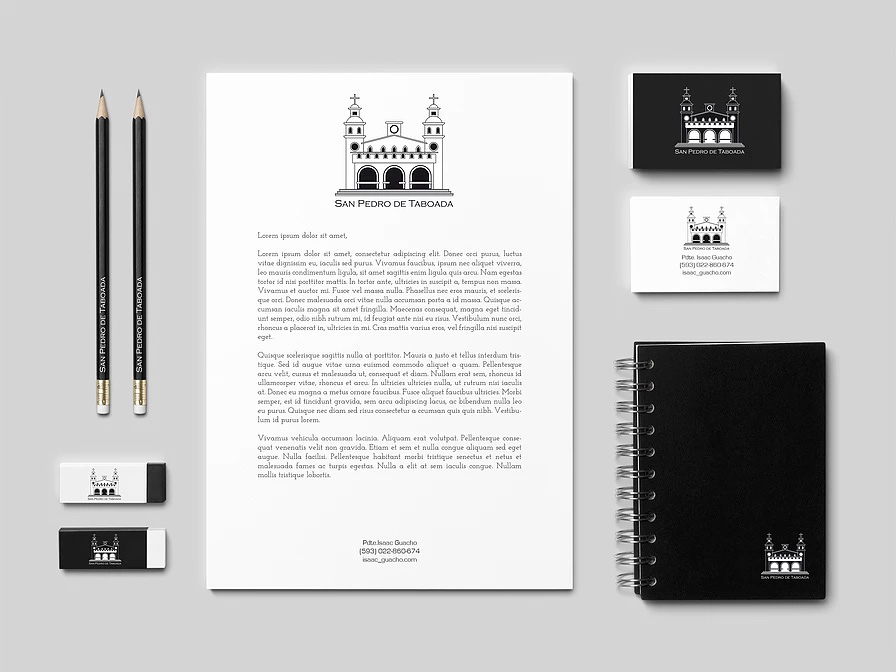 SAN PEDRO DE TABOADA
SAN PEDRO DE TABOADA
SAN PEDRO DE TABOADA
SAN PEDRO DE TABOADA
SAN PEDRO DE TABOADA
Lorem ipsum dolor sit amet,
Lorem ipsum dolor sit amet, consectetur adipiscing elit. Donec orci purus, luctus
vitae dignissim eu, iaculis sed purus. Vivamus faucibus, ipsum nec aliquet viverra,
leo mauris condimentum ligula, sit amet sagittis enim ligula quis arcu. Nam egestas
tortor id nisi porttitor mattis. In tortor ante, ultricies in suscipit a, tempus non massa.
Vivamus et auctor mi. Fusce vel massa nulla. Phasellus nec eros mauris, et sceleris-
que orci. Donec malesuada orci vitae nulla accumsan porta a id massa. Quisque ac-
cumsan iaculis magna sit amet fringilla. Maecenas consequat, magna eget tincid-
unt semper, odio nibh rutrum mi, id feugiat ante nisi eu risus. Vestibulum nunc orci,
rhoncus a placerat in, ultricies in mi. Cras mattis varius eros, vel fringilla nisi suscipit
eget.
Quisque scelerisque sagittis nulla at porttitor. Mauris a justo et tellus interdum tris-
tique. Sed id augue vitae urna euismod commodo aliquet a quam. Pellentesque
arcu velit, cursus et malesuada ut, consequat et diam. Nullam erat sem, rhoncus id
ullamcorper vitae, rhoncus et arcu. In ultricies ultricies nulla, ut rutrum nisi iaculis
at. Donec eu magna a metus ornare faucibus. Fusce aliquet faucibus ultricies. Morbi
semper, est id tincidunt gravida, sem arcu adipiscing lacus, ac bibendum nulla leo
eu purus. Quisque nec diam sed risus consectetur a ccumsan quis quis nibh. Vestibu-
lum id purus lorem.
Vivamus vehicula accumsan lacinia. Aliquam erat volutpat. Pellentesque conse-
quat venenatis velit non gravida. Etiam et sem et nulla congue aliquam sed eget
augue. Nulla facilisi. Pellentesque habitant morbi tristique senectus et netus et
malesuada fames ac turpis egestas. Nulla a elit at sem iaculis congue. Nullam
mollis tristique lobortis.
Pdte.Isaac Guacho
(593) 022-860-674
isaac_guacho.com
SAN PEDRO DE TABOADA
SAN PEDRO DE TABOADA
Pdte. Isaac Guacho
(593) 022-860-674
isaac_guacho.com
SAN PEDRO DE TABOADA